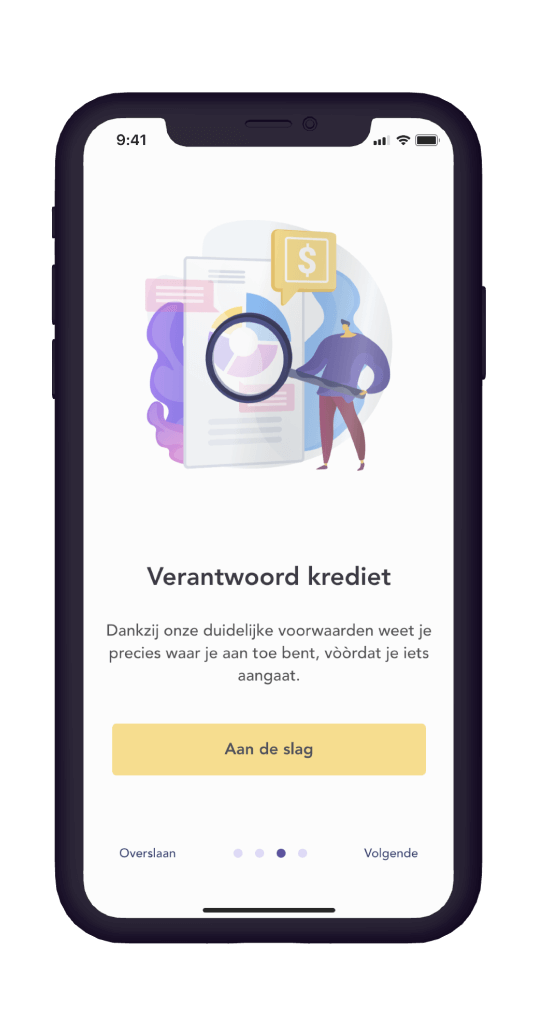 9:41
$
Verantwoord krediet
Dankzij onze duidelijke voorwaarden weet je
precies waar je aan toe bent, vòòrdat je iets
aangaat.
Aan de slag
Overslaan
Volgende